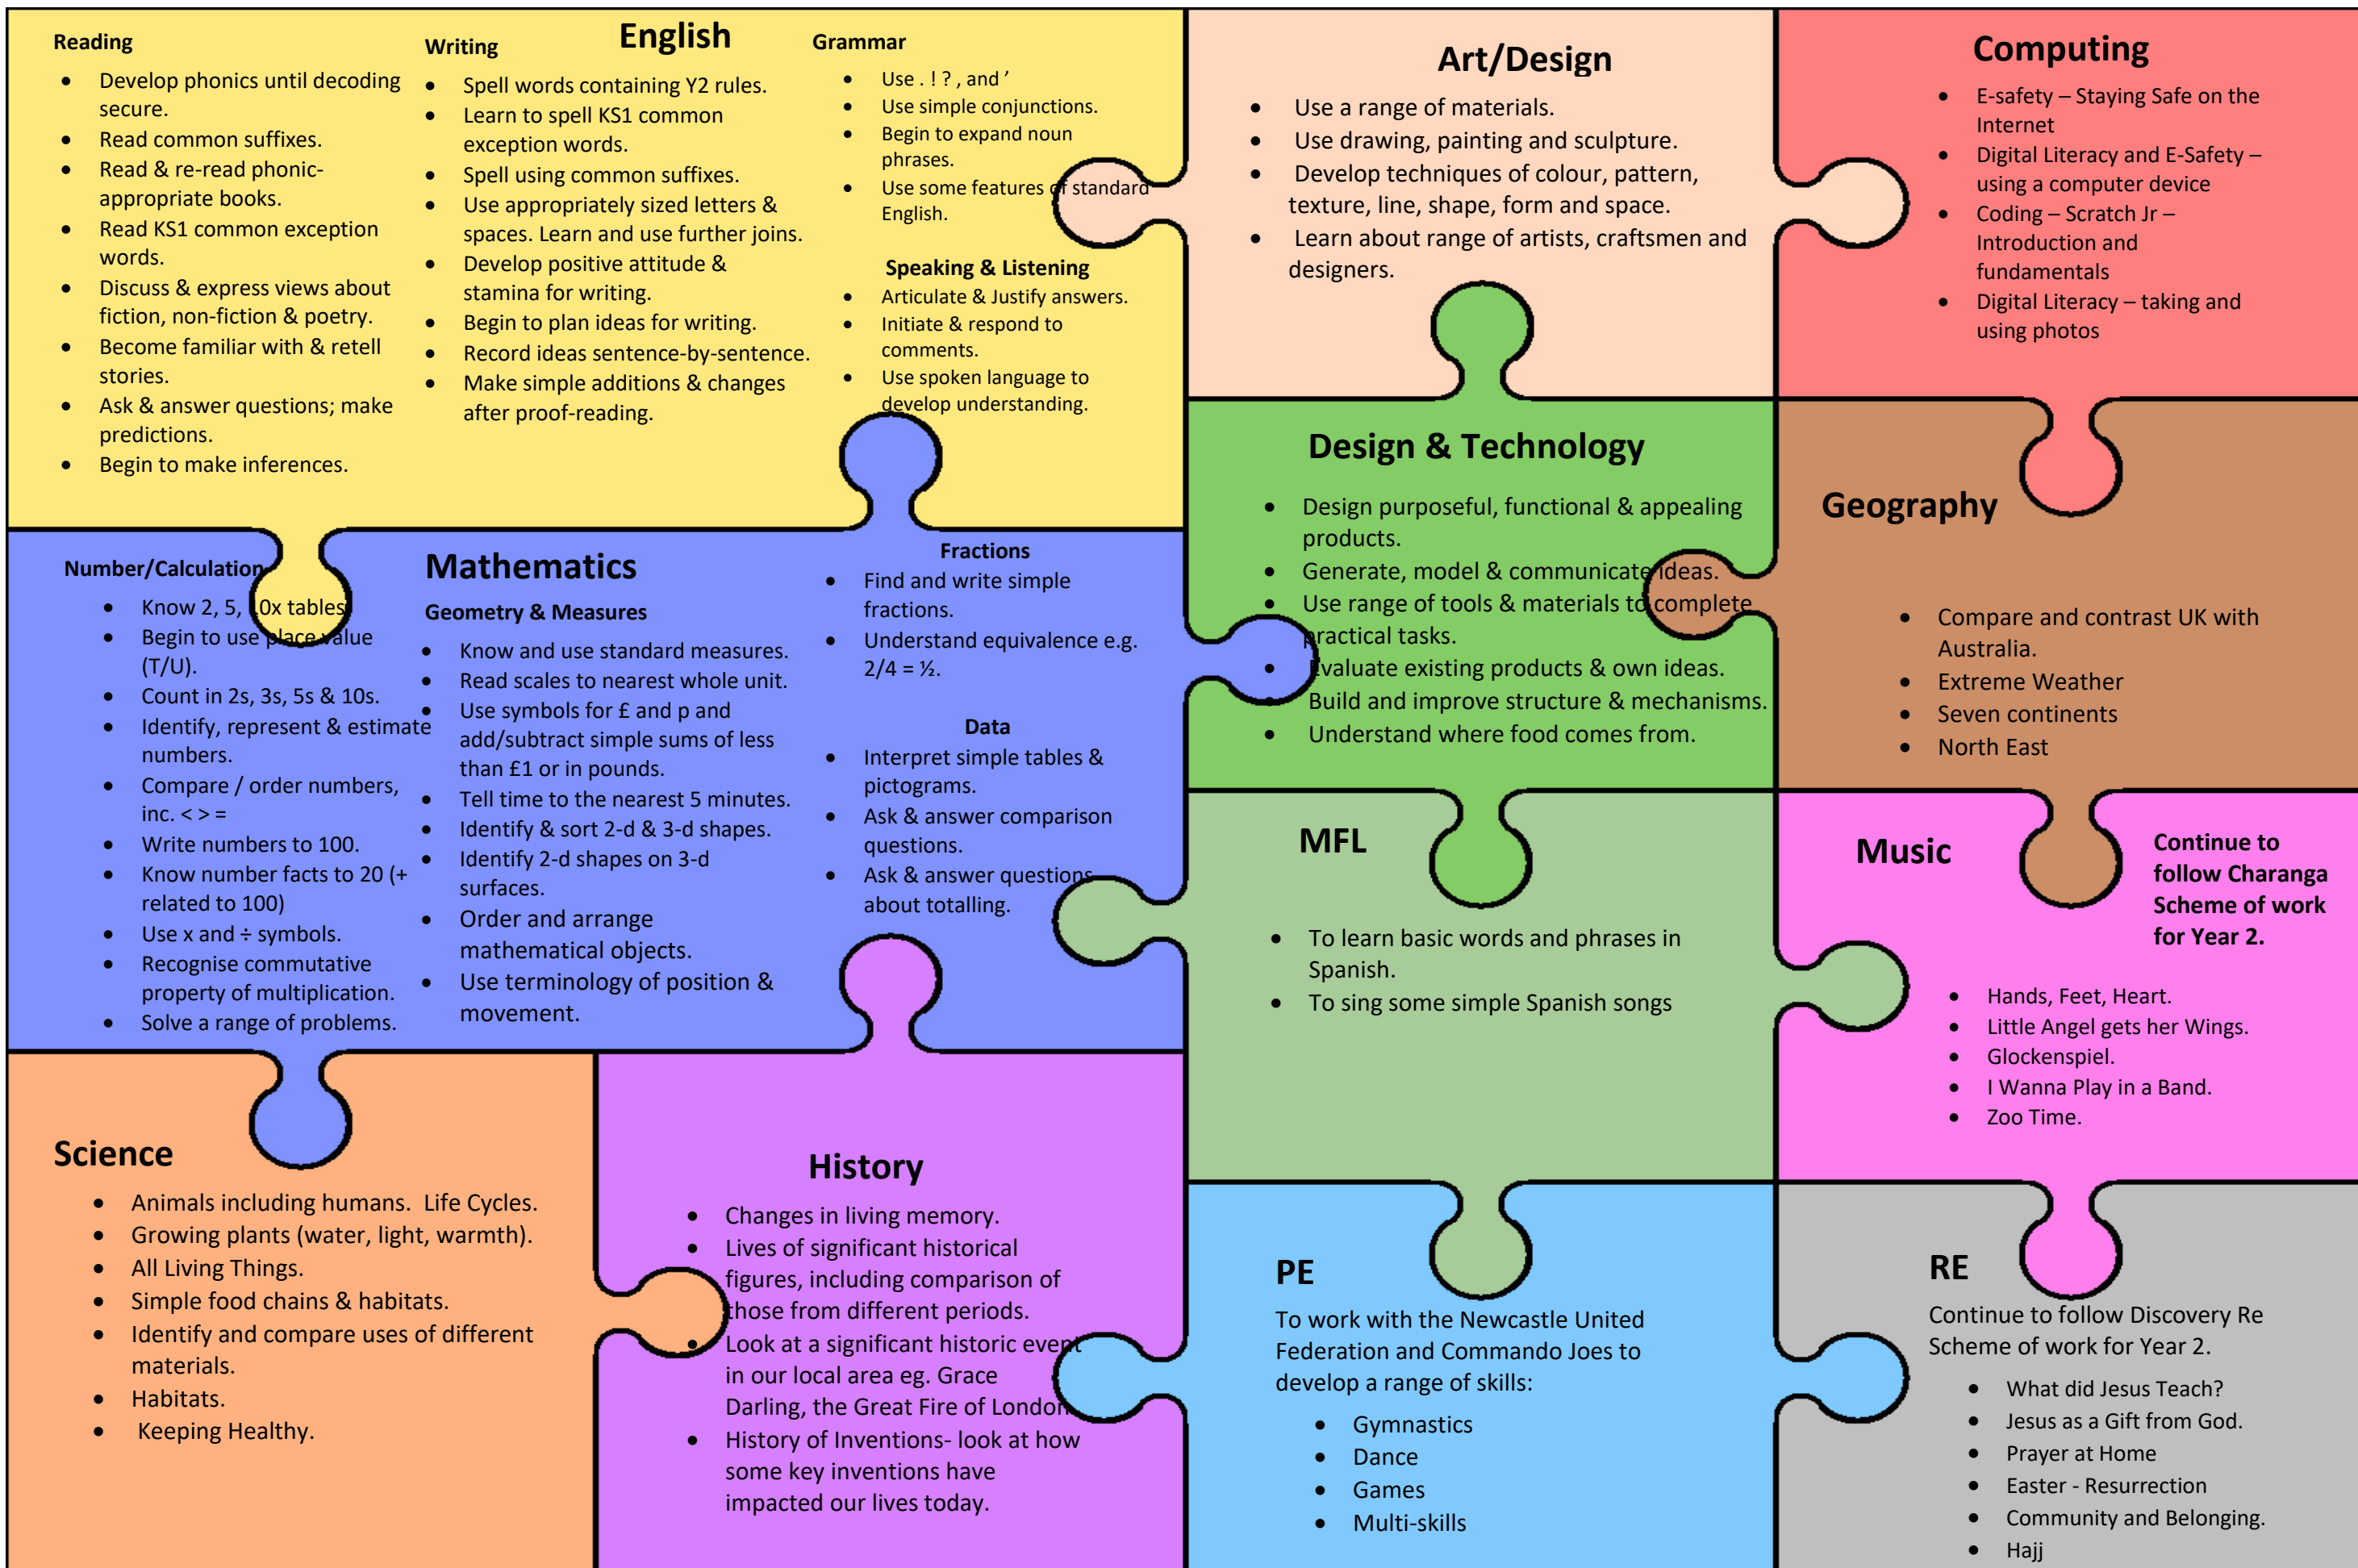 English
Reading
• Develop phonics until decoding
secure.
• Read common suffixes.
• Read & re-read phonic-
appropriate books.
• Read KS1 common exception
words.
• Discuss & express views about
fiction, non-fiction & poetry.
• Become familiar with & retell
stories.
• Ask & answer questions; make
predictions.
• Begin to make inferences.
Writing
• Spell words containing Y2 rules.
• Learn to spell KS1 common
exception words.
• Spell using common suffixes.
• Use appropriately sized letters &
spaces. Learn and use further joins.
• Develop positive attitude &
stamina for writing.
• Begin to plan ideas for writing.
• Record ideas sentence-by-sentence.
• Make simple additions & changes
after proof-reading.
Grammar
• Use . ! ? , and ’
• Use simple conjunctions.
• Begin to expand noun
phrases.
• Use some features of standard
English.
Speaking & Listening
• Articulate & Justify answers.
• Initiate & respond to
comments.
• Use spoken language to
develop understanding.
Art/Design
• Use a range of materials.
• Use drawing, painting and sculpture.
• Develop techniques of colour, pattern,
texture, line, shape, form and space.
• Learn about range of artists, craftsmen and
designers.
Computing
• E-safety – Staying Safe on the
Internet
• Digital Literacy and E-Safety –
using a computer device
• Coding – Scratch Jr –
Introduction and
fundamentals
• Digital Literacy – taking and
using photos
Mathematics
Number/Calculation
• Know 2, 5, 10x tables
• Begin to use place value
(T/U).
• Count in 2s, 3s, 5s & 10s.
• Identify, represent & estimate
numbers.
• Compare / order numbers,
inc. < > =
• Write numbers to 100.
• Know number facts to 20 (+
related to 100)
• Use x and ÷ symbols.
• Recognise commutative
property of multiplication.
• Solve a range of problems.
Geometry & Measures
• Know and use standard measures.
• Read scales to nearest whole unit.
• Use symbols for £ and p and
add/subtract simple sums of less
than £1 or in pounds.
• Tell time to the nearest 5 minutes.
• Identify & sort 2-d & 3-d shapes.
• Identify 2-d shapes on 3-d
surfaces.
• Order and arrange
mathematical objects.
• Use terminology of position &
movement.
Fractions
• Find and write simple
fractions.
• Understand equivalence e.g.
2/4 = ½.
Data
• Interpret simple tables &
pictograms.
• Ask & answer comparison
questions.
• Ask & answer questions
about totalling.
Design & Technology
• Design purposeful, functional & appealing
products.
• Generate, model & communicate ideas.
• Use range of tools & materials to complete
practical tasks.
• Evaluate existing products & own ideas.
• Build and improve structure & mechanisms.
• Understand where food comes from.
Geography
• Compare and contrast UK with
Australia.
• Extreme Weather
• Seven continents
• North East
MFL
• To learn basic words and phrases in
Spanish.
• To sing some simple Spanish songs
Music
Continue to
follow Charanga
Scheme of work
for Year 2.
• Hands, Feet, Heart.
• Little Angel gets her Wings.
• Glockenspiel.
• I Wanna Play in a Band.
• Zoo Time.
Science
• Animals including humans. Life Cycles.
• Growing plants (water, light, warmth).
• All Living Things.
• Simple food chains & habitats.
• Identify and compare uses of different
materials.
• Habitats.
• Keeping Healthy.
History
• Changes in living memory.
• Lives of significant historical
figures, including comparison of
those from different periods.
• Look at a significant historic event
in our local area eg. Grace
Darling, the Great Fire of London
• History of Inventions- look at how
some key inventions have
impacted our lives today.
PE
To work with the Newcastle United
Federation and Commando Joes to
develop a range of skills:
• Gymnastics
• Dance
• Games
• Multi-skills
RE
Continue to follow Discovery Re
Scheme of work for Year 2.
• What did Jesus Teach?
• Jesus as a Gift from God.
• Prayer at Home
• Easter - Resurrection
• Community and Belonging.
• Hajj